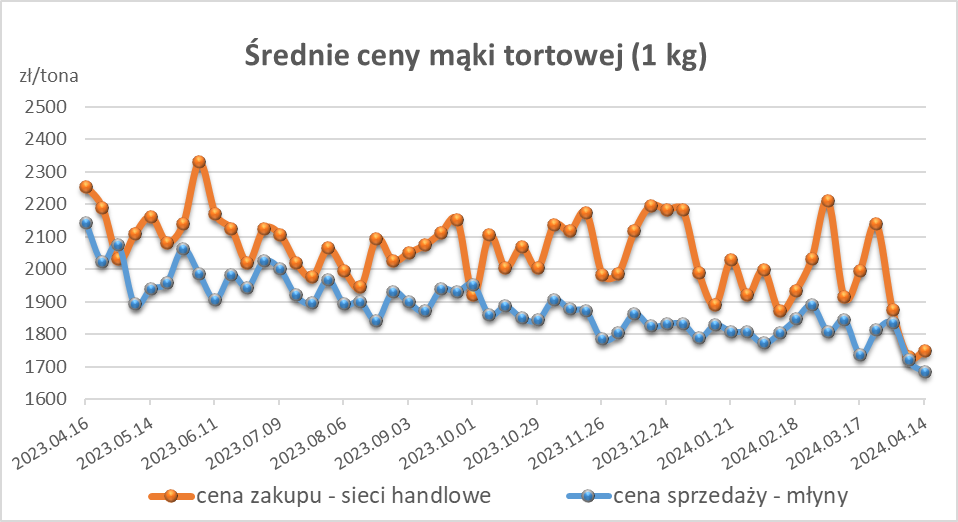 Średnie ceny mąki tortowej (1 kg)
zł/tona
2500
2400
2300
2200
2100
2000
1900
1800
1700
1600
2023.04.16 2023.05.14 2023.06.11 2023.07.09 2023.08.06 2023.09.03 2023.10.01 2023.10.29 2023.11.26 2023.12.24 2024.01.21 2024.02.18 2024.03.17 2024.04.14
cena zakupu - sieci handlowe cena sprzedaży - młyny